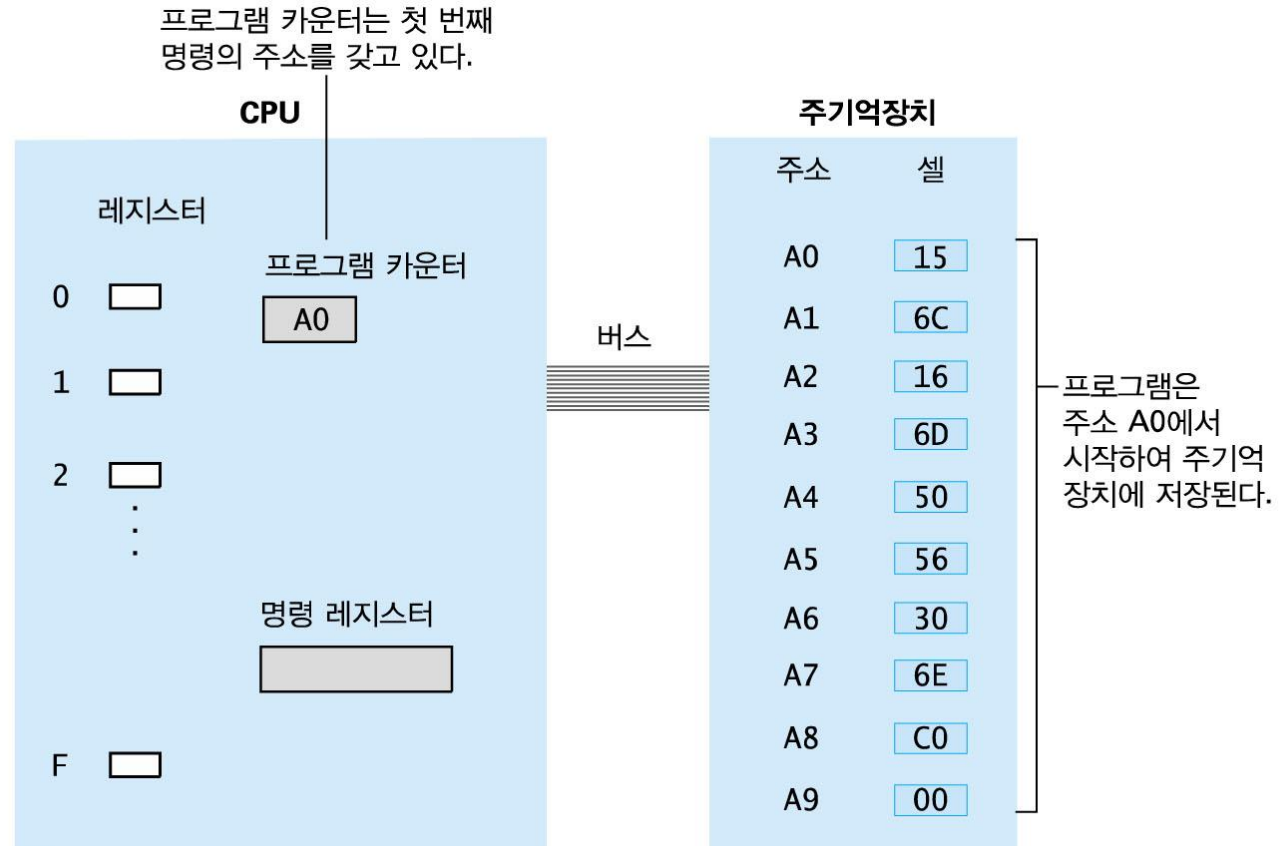 프로그램 카운터는 첫 번째
명령의 주소를 갖고 있다.
CPU
레지스터
프로그램 카운터
0
A0
1
2
명령 레지스터
F
버스
주기억장치
주소 셀
A0 15
A1 6C
A2 16
A3 6D
A4 50
A5 56
A6 30
A7 6E
A8 C0
A9 00
프로그램은
주소 A0에서
시작하여 주기억
장치에 저장된다.